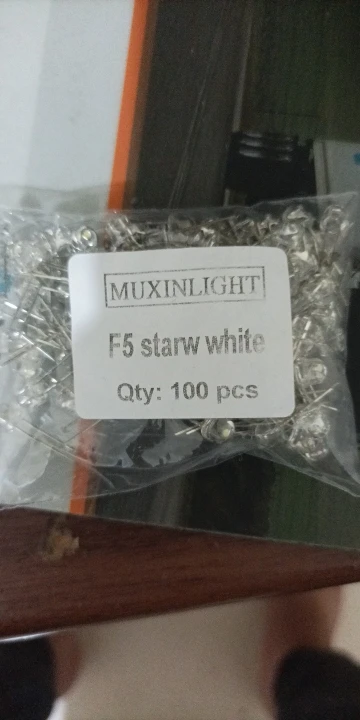 MUXINLIGHT
F5 starw white
Qty: 100 pcs